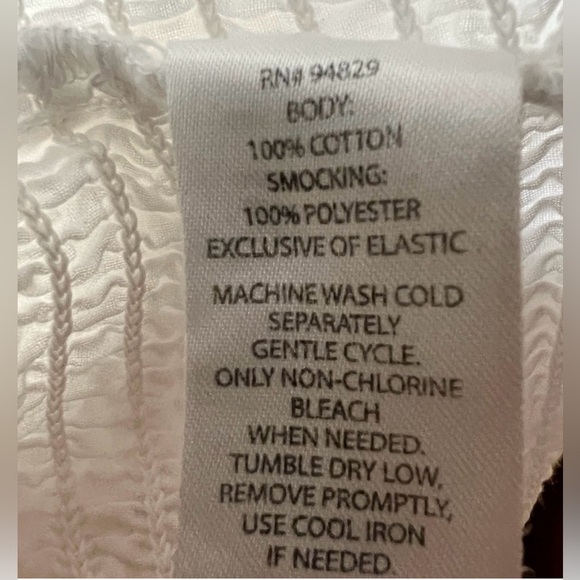 RN# 94829
BODY:
100% COTTON
SMOCKING:
100% POLYESTER
EXCLUSIVE OF ELASTIC
MACHINE WASH COLD
SEPARATELY
GENTLE CYCLE.
ONLY NON-CHLORINE
BLEACH
WHEN NEEDED.
TUMBLE DRY LOW,
REMOVE PROMPTLY,
USE COOL IRON
IF NEEDED.